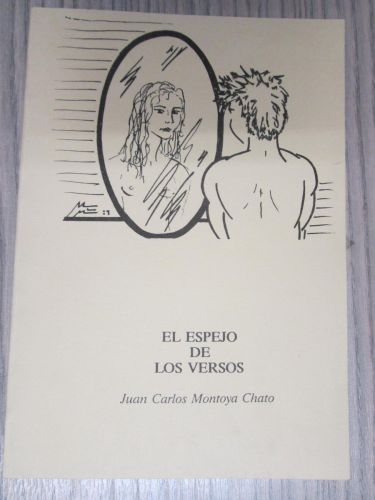 EL ESPEJO
DE
LOS VERSOS
Juan Carlos Montoya Chato